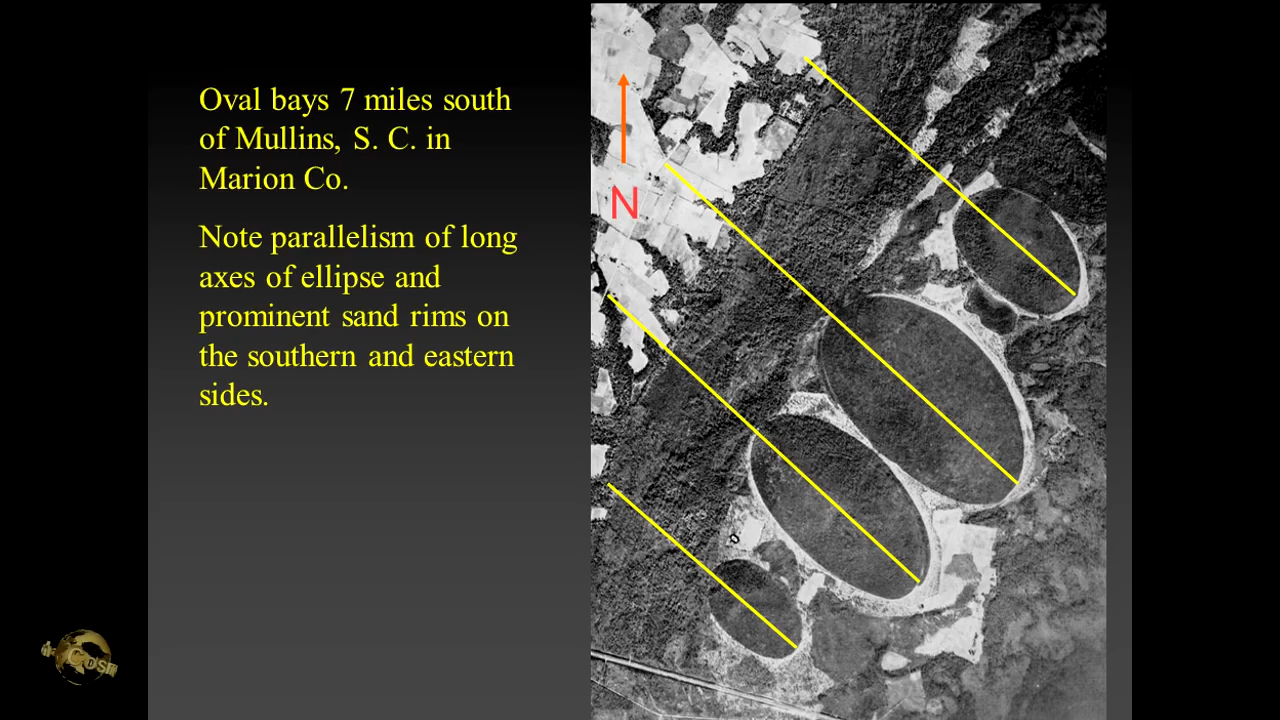 Oval bays 7 miles south
of Mullins, S. C. in
Marion Co.
Note parallelism of long
axes of ellipse and
prominent sand rims on
the southern and eastern
sides.
N